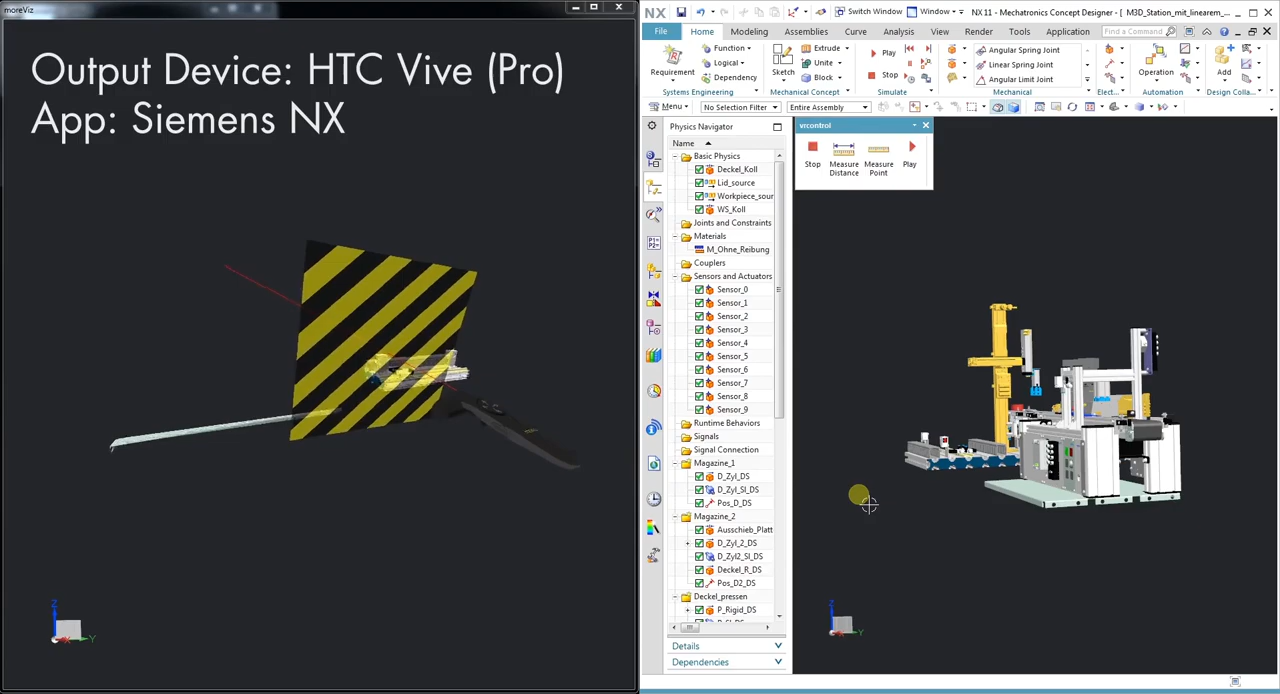 moreViz
Output Device: HTC Vive (Pro)
App: Siemens NX
Z
X
Y
NX
Switch Window
Window
NX 11 - Mechatronics Concept Designer - [ M3D_Station_mit_linearem_...
File
Home
Modeling
Assemblies
Curve
Analysis
View
Render
Tools
Application
Find a Command
Requirement
Function
Logical
Dependency
Systems Engineering
Sketch
Extrude
Unite
Block
Mechanical Concept
Play
Stop
Simulate
Angular Spring Joint
Linear Spring Joint
Angular Limit Joint
Mechanical
Elect...
Operation
Automation
Add
Design Colla...
Menu
No Selection Filter
Entire Assembly
Physics Navigator
Name
Basic Physics
Deckel_Koll
Lid_source
Workpiece_sour
WS_Koll
Joints and Constraints
Materials
M_Ohne_Reibung
Couplers
Sensors and Actuators
Sensor_0
Sensor_1
Sensor_2
Sensor_3
Sensor_4
Sensor_5
Sensor_6
Sensor_7
Sensor_8
Sensor_9
Runtime Behaviors
Signals
Signal Connection
Magazine_1
D_Zyl_DS
D_Zyl_Sl_DS
Pos_D_DS
Magazine_2
Ausschieb_Platt
D_Zyl_2_DS
D_Zyl2_Sl_DS
Deckel_R_DS
Pos_D2_DS
Deckel_pressen
P_Rigid_DS
Details
Dependencies
vrcontrol
Stop
Measure Distance
Measure Point
Play
Z
X
Y